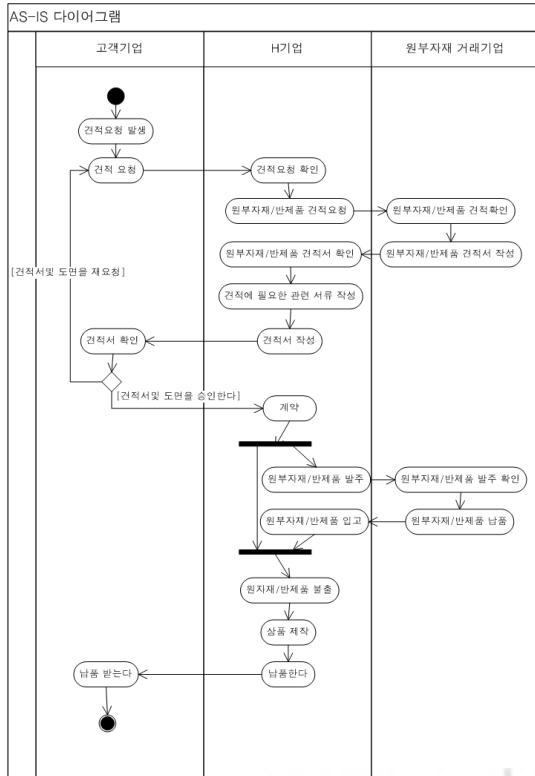 AS-IS 다이어그램
고객기업
H기업
원부자재 거래기업
견적요청 발생
견적 요청
견적요청 확인
원부자재/반제품 견적요청
원부자재/반제품 견적확인
원부자재/반제품 견적서 확인
원부자재/반제품 견적서 작성
[견적서및 도면을 재요청]
견적에 필요한 관련 서류 작성
견적서 확인
견적서 작성
[견적서및 도면을 승인한다]
계약
원부자재/반제품 발주
원부자재/반제품 발주 확인
원부자재/반제품 입고
원부자재/반제품 납품
원자재/반제품 불출
상품 제작
납품 받는다
납품한다